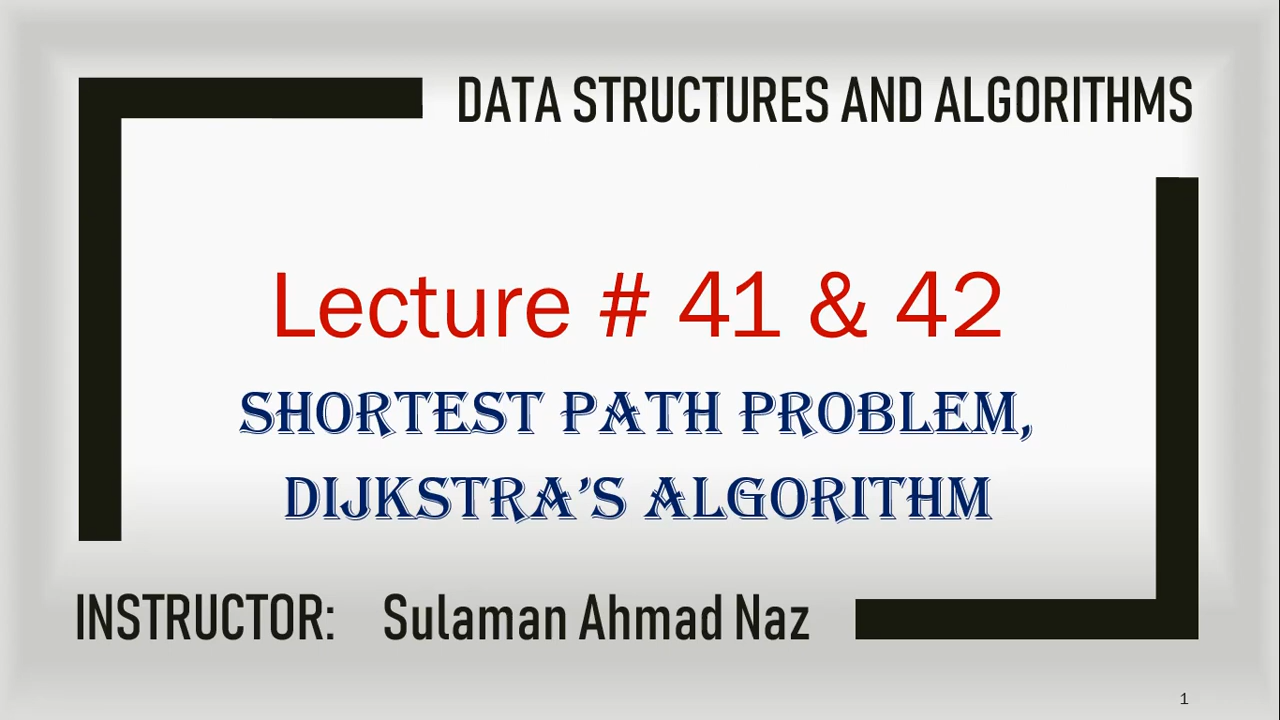 DATA STRUCTURES AND ALGORITHMS
Lecture # 41 & 42
SHORTEST PATH PROBLEM,
DIJKSTRA’S ALGORITHM
INSTRUCTOR: Sulaman Ahmad Naz
1